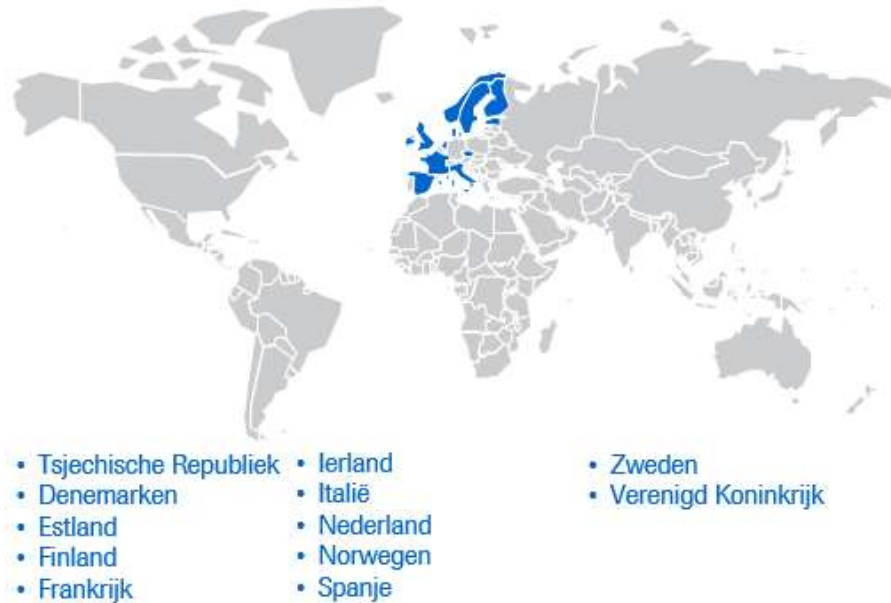 • Tsjechische Republiek
• Denemarken
• Estland
• Finland
• Frankrijk
• Ierland
• Italië
• Nederland
• Norwegen
• Spanje
• Zweden
• Verenigd Koninkrijk